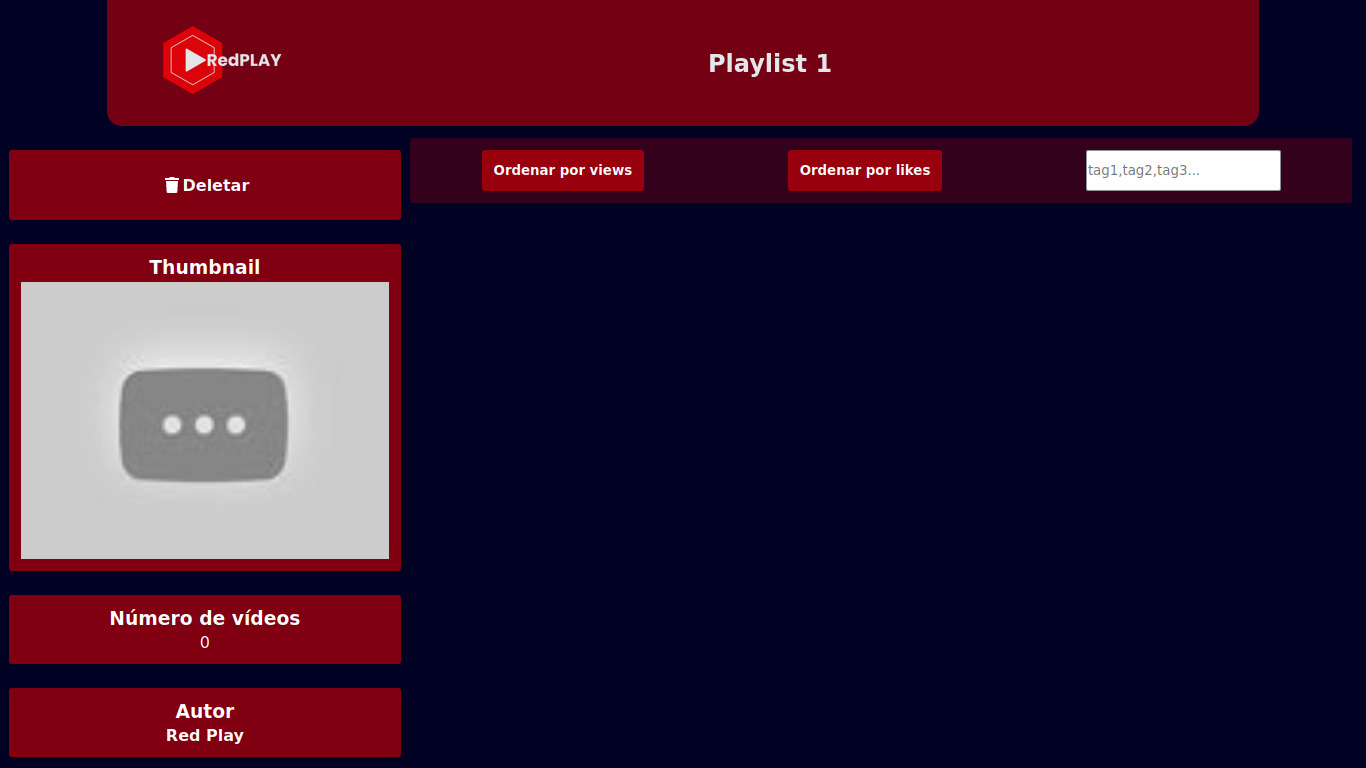 RedPLAY
Playlist 1
Deletar
Ordenar por views
Ordenar por likes
tag1,tag2,tag3...
Thumbnail
Número de vídeos
0
Autor
Red Play